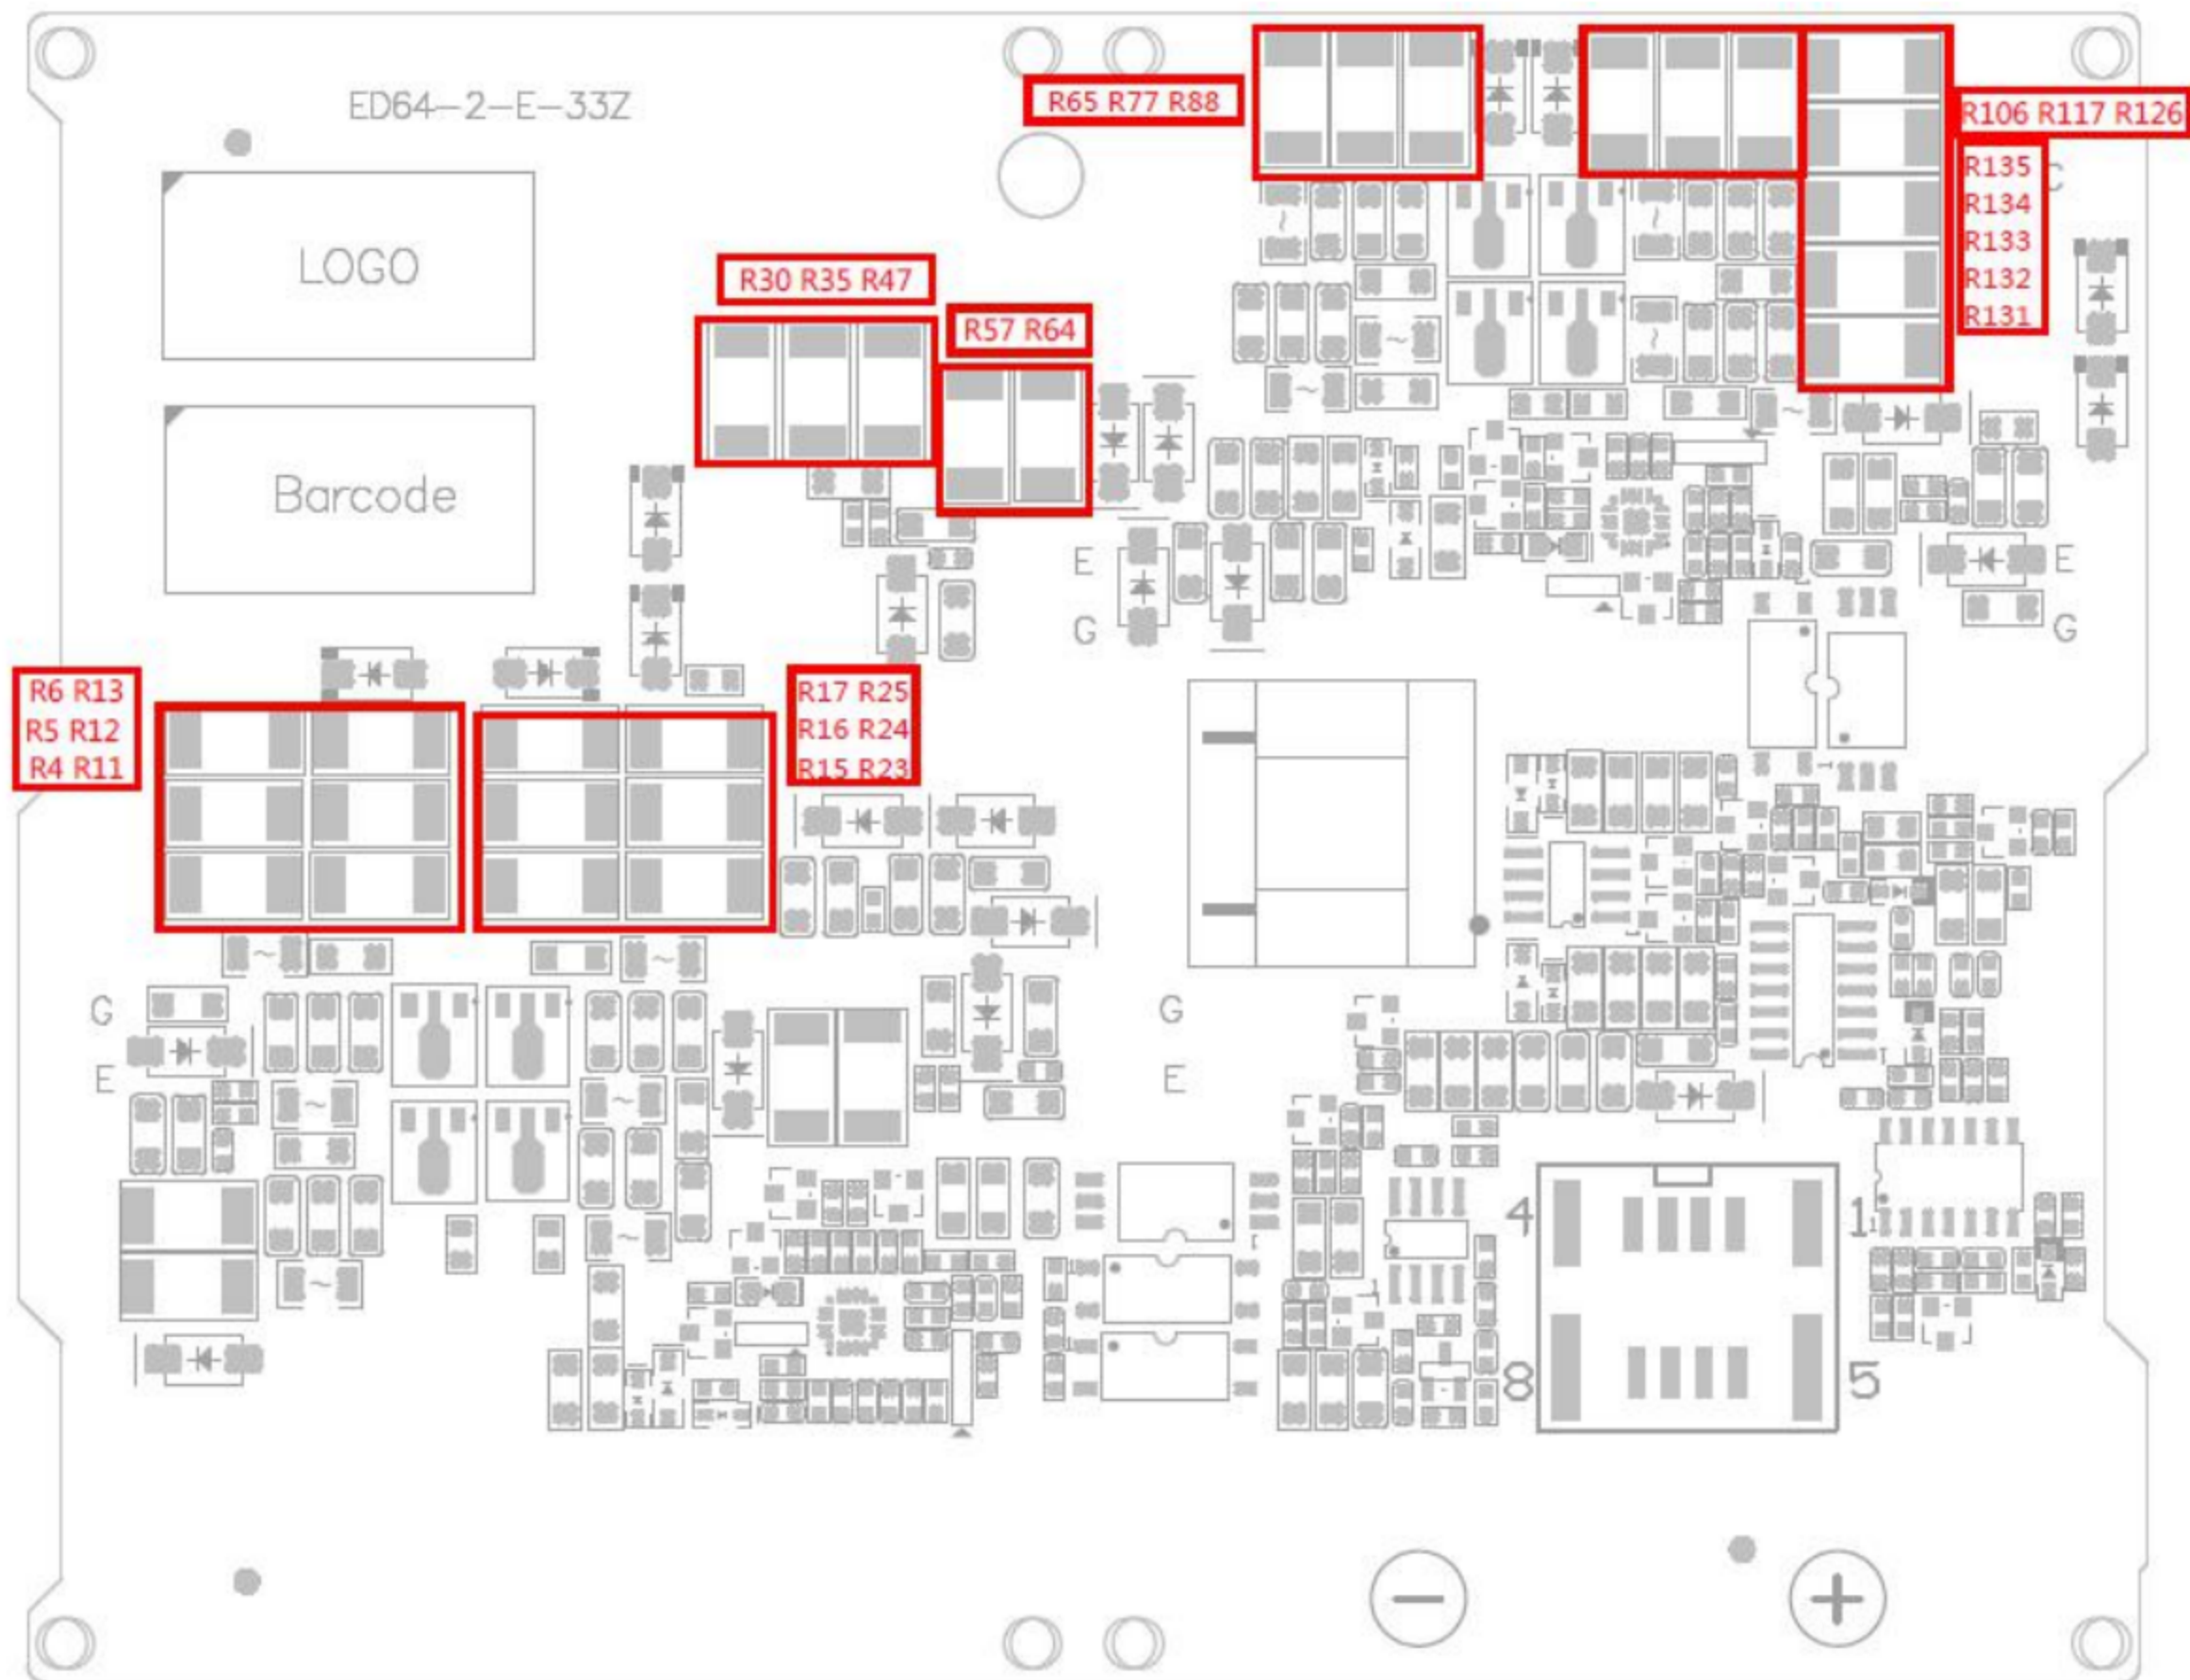 ED64-2-E-33Z
R65 R77 R88
R106 R117 R126
R135
R134
R133
R132
R131
C
LOGO
R30 R35 R47
R57 R64
Barcode
E
G
E
G
R6 R13
R5 R12
R4 R11
R17 R25
R16 R24
R15 R23
G
E
G
E
4
1
8
5
−
+